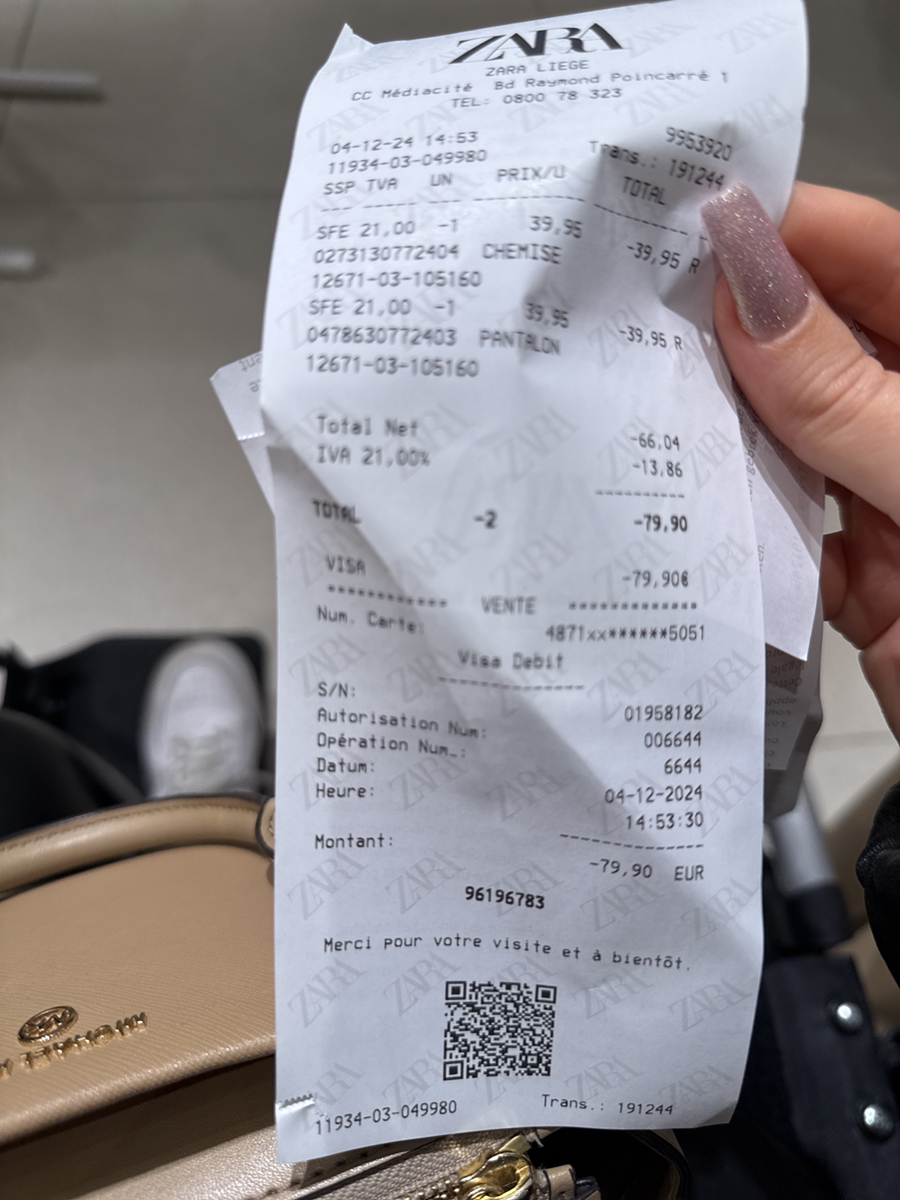 ZARA
ZARA LIEGE
CC Médiacité Bd Raymond Poincarré 1
TEL: 0800 78 323
04-12-24 14:53 9953920
11934-03-049980 Trans.: 191244
SSP TVA UN PRIX/U TOTAL
SFE 21,00 -1 39,95 -39,95 R
0273130772404 CHEMISE
12671-03-105160
SFE 21,00 -1 39,95 -39,95 R
0478630772403 PANTALON
12671-03-105160
Total Net -66,04
IVA 21,00% -13,86
TOTAL -2 -79,90
VISA -79,90€
************ VENTE *************
Num. Carte: 4871xx******5051
Visa Debit
S/N: 01958182
Autorisation Num: 006644
Opération Num_: 6644
Datum: 04-12-2024
Heure: 14:53:30
Montant: -79,90 EUR
96196783
Merci pour votre visite et à bientôt.
11934-03-049980 Trans.: 191244
MICHAEL